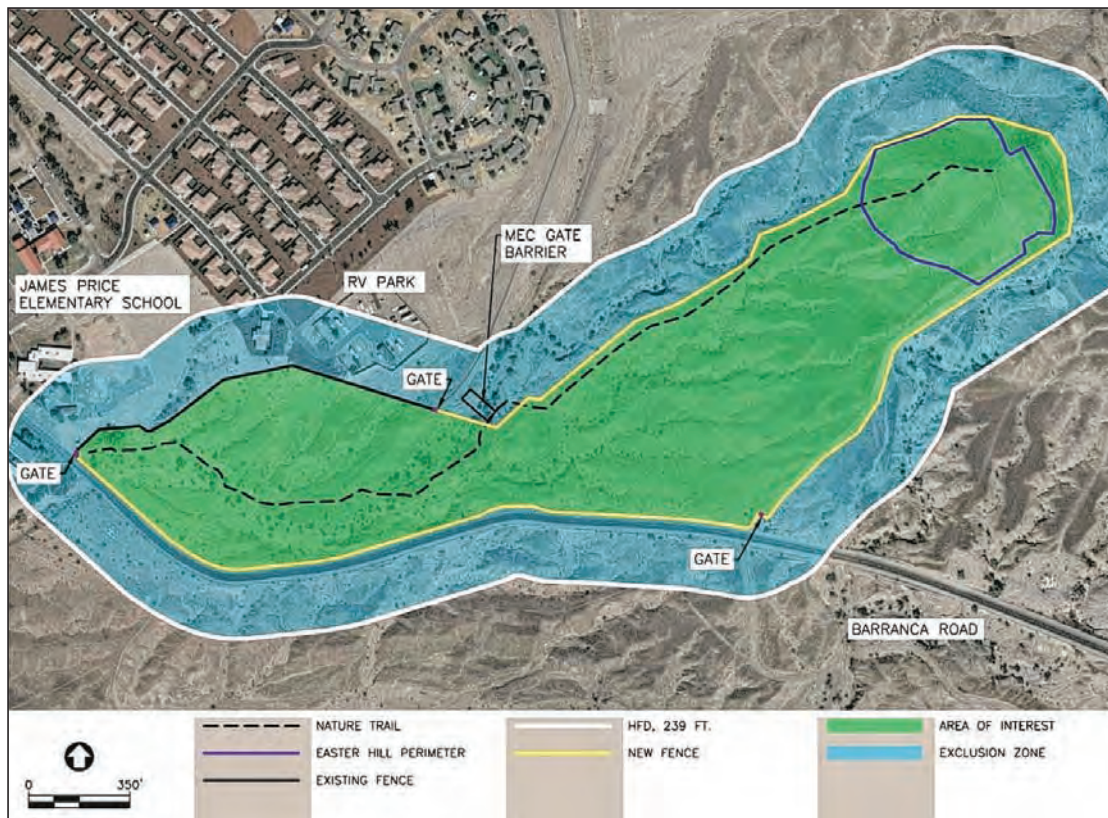 MEC GATE
BARRIER
JAMES PRICE
ELEMENTARY SCHOOL
RV PARK
GATE
GATE
GATE
BARRANCA ROAD
NATURE TRAIL
EASTER HILL PERIMETER
EXISTING FENCE
HFD, 239 FT.
NEW FENCE
AREA OF INTEREST
EXCLUSION ZONE
0 350'